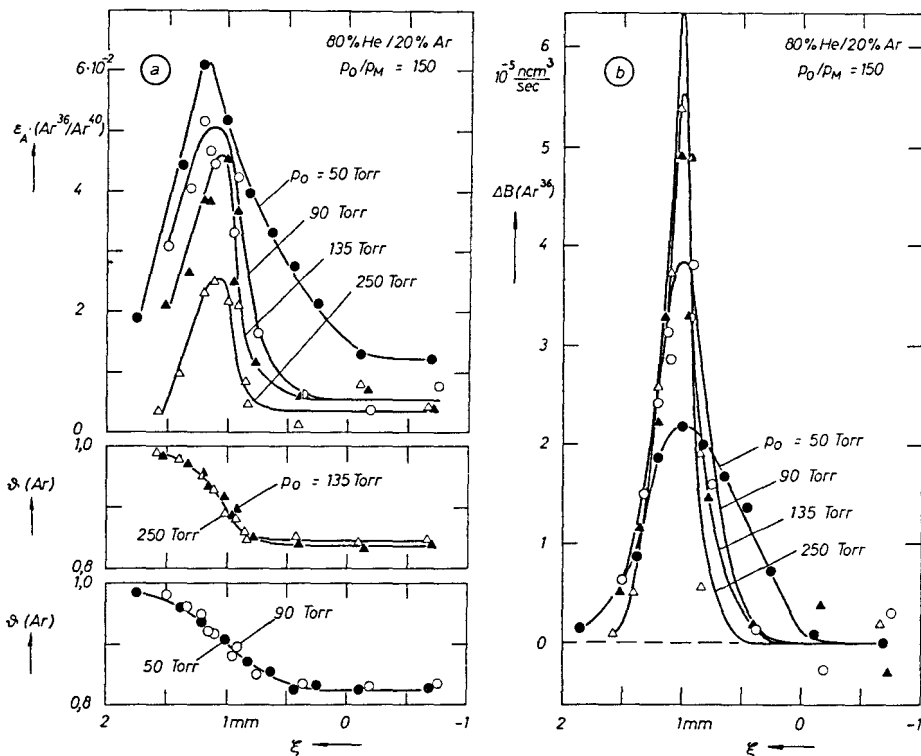 80% He/20% Ar
p₀/p_M = 150
a
6·10⁻²
ε_A·(Ar³⁶/Ar⁴⁰)
4
2
0
p₀ = 50 Torr
90 Torr
135 Torr
250 Torr
1,0
ϑ(Ar)
0,8
p₀ = 135 Torr
250 Torr
1,0
ϑ(Ar)
0,8
90 Torr
50 Torr
2
1mm
0
-1
ξ
80% He/20% Ar
p₀/p_M = 150
b
6
10⁻⁵ ncm³/sec
5
ΔB(Ar³⁶)
4
3
2
1
0
p₀ = 50 Torr
90 Torr
135 Torr
250 Torr
2
1mm
0
-1
ξ